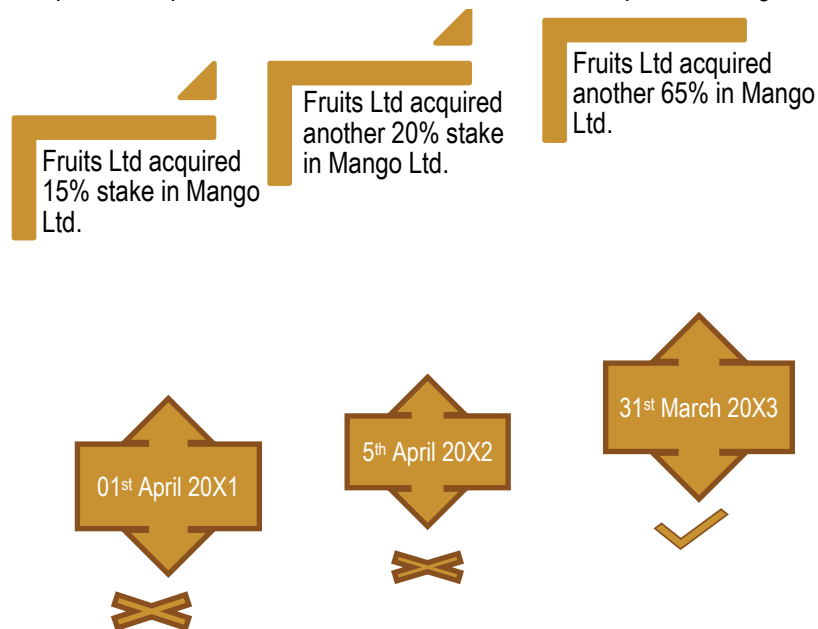 Fruits Ltd acquired
15% stake in Mango
Ltd.
Fruits Ltd acquired
another 20% stake
in Mango Ltd.
Fruits Ltd acquired
another 65% in Mango
Ltd.
01st April 20X1
5th April 20X2
31st March 20X3